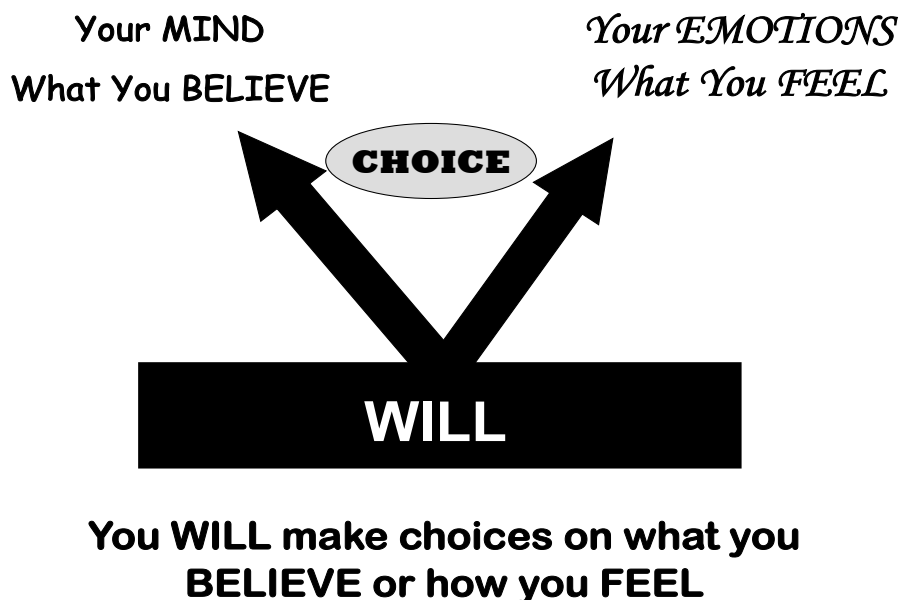 Your MIND
What You BELIEVE
Your EMOTIONS
What You FEEL
CHOICE
WILL
You WILL make choices on what you
BELIEVE or how you FEEL